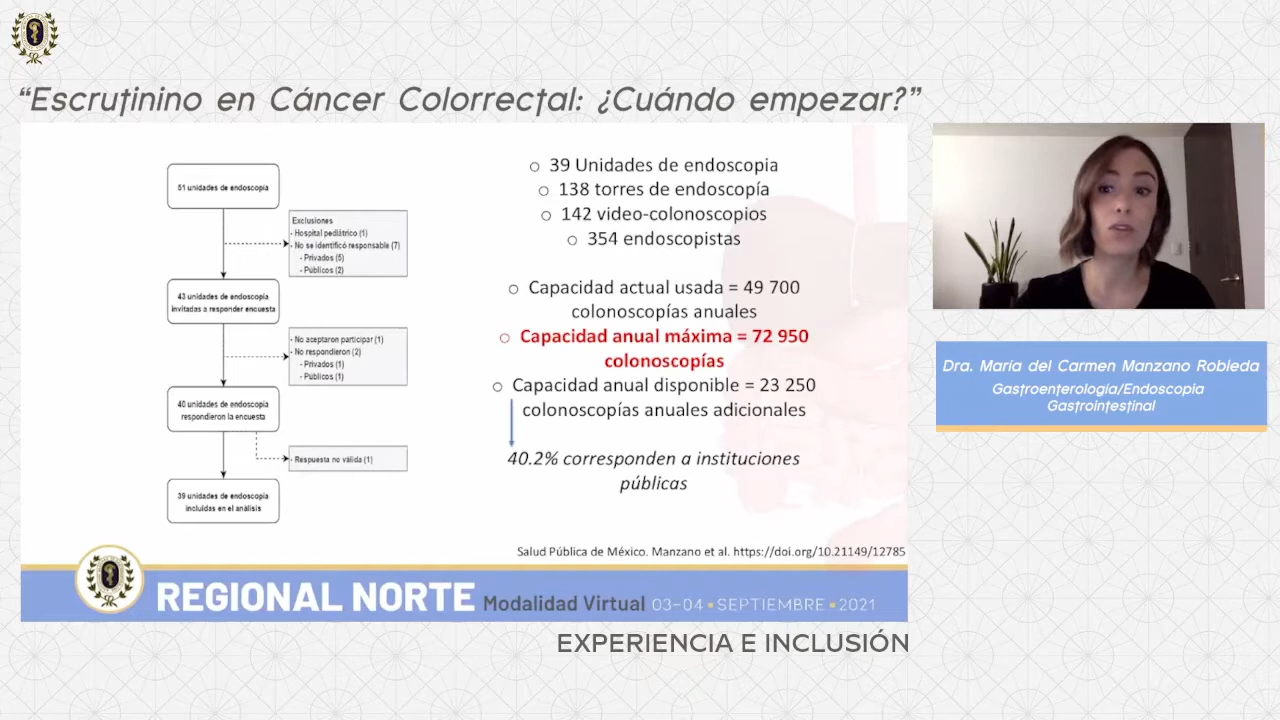 “Escrutinino en Cáncer Colorrectal: ¿Cuándo empezar?”
51 unidades de endoscopia
Exclusiones
- Hospital pediátrico (1)
- No se identificó responsable (7)
- Privados (5)
- Públicos (2)
43 unidades de endoscopia
invitadas a responder encuesta
- No aceptaron participar (1)
- No respondieron (2)
- Privados (1)
- Públicos (1)
40 unidades de endoscopia
respondieron la encuesta
- Respuesta no válida (1)
39 unidades de endoscopia
incluidas en el análisis
39 Unidades de endoscopia
138 torres de endoscopía
142 video-colonoscopios
354 endoscopistas
Capacidad actual usada = 49 700
colonoscopías anuales
Capacidad anual máxima = 72 950
colonoscopías
Capacidad anual disponible = 23 250
colonoscopías anuales adicionales
40.2% corresponden a instituciones
públicas
Salud Pública de México. Manzano et al. https://doi.org/10.21149/12785
REGIONAL NORTE Modalidad Virtual 03-04 ▪ SEPTIEMBRE ▪ 2021
EXPERIENCIA E INCLUSIÓN
Dra. María del Carmen Manzano Robleda
Gastroenterología/Endoscopia
Gastrointestinal